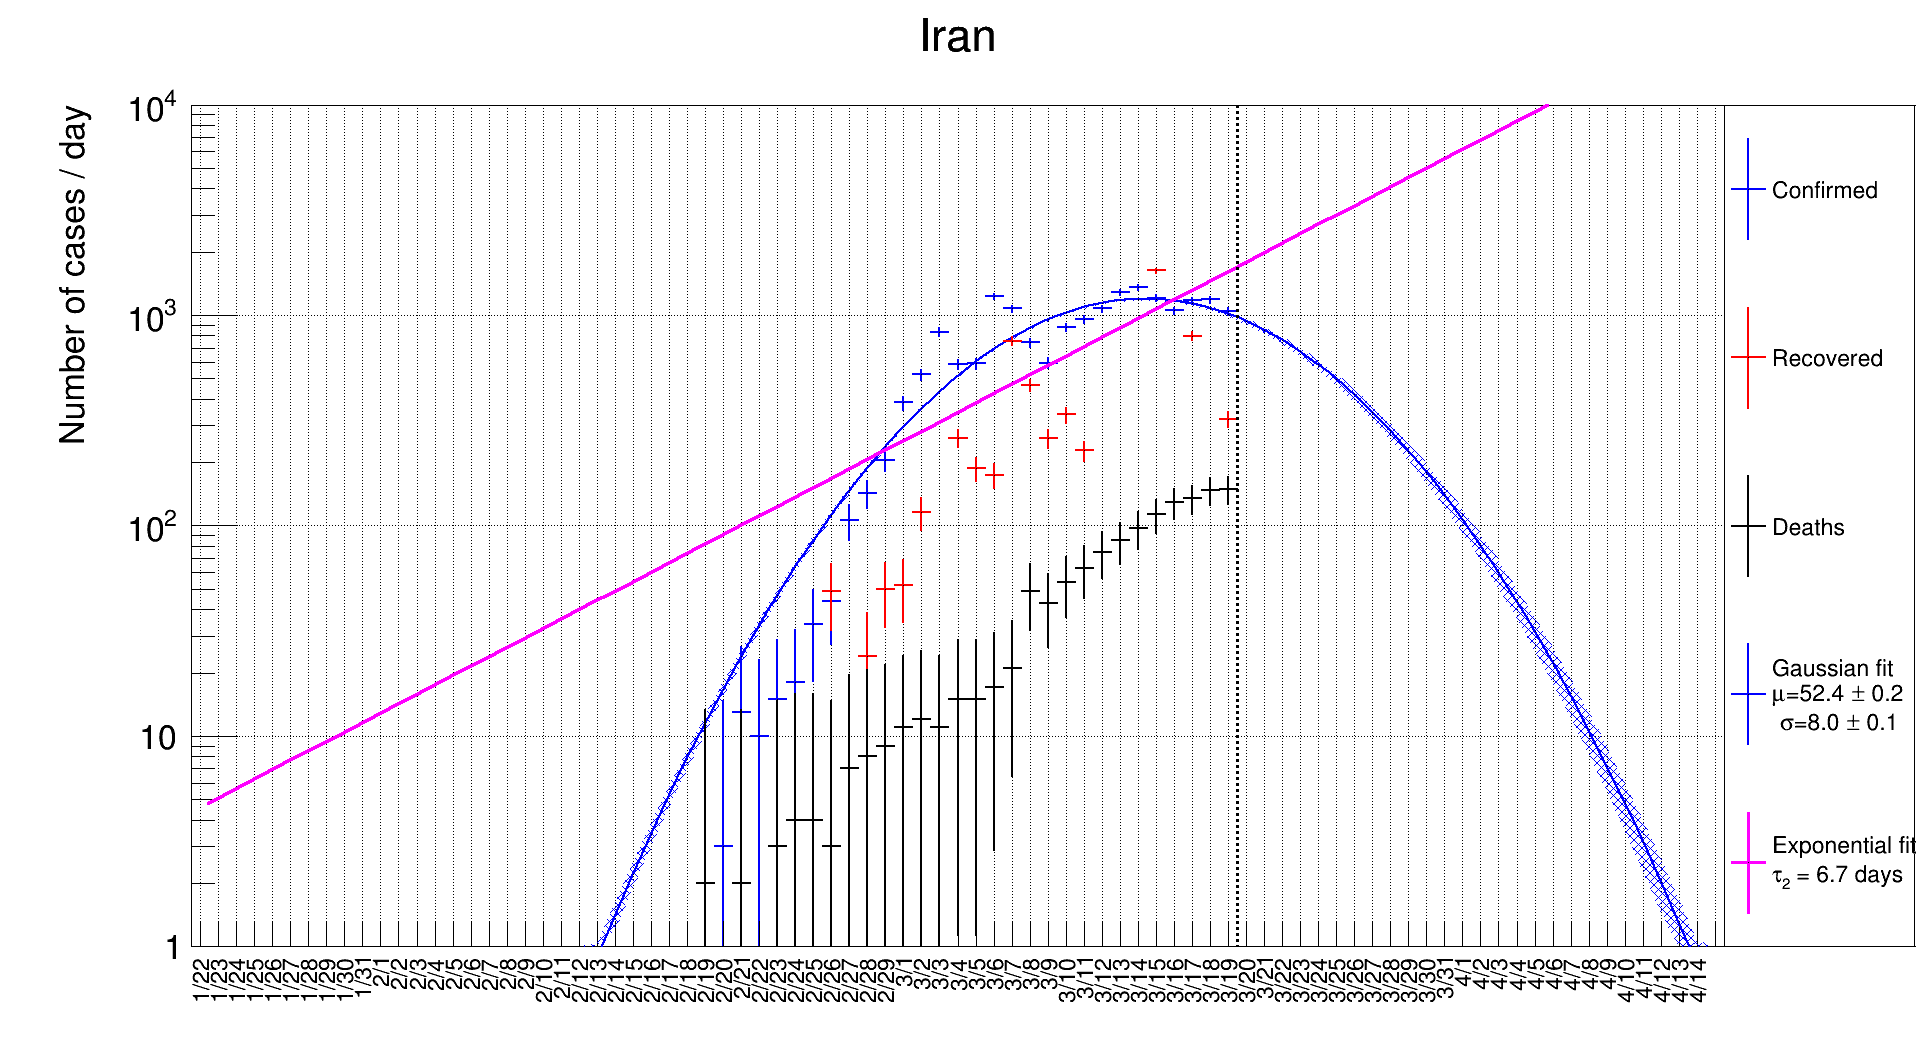 Iran
Number of cases / day
10⁴
10³
10²
10
1
1/22 1/23 1/24 1/25 1/26 1/27 1/28 1/29 1/30 1/31 2/1 2/2 2/3 2/4 2/5 2/6 2/7 2/8 2/9 2/10 2/11 2/12 2/13 2/14 2/15 2/16 2/17 2/18 2/19 2/20 2/21 2/22 2/23 2/24 2/25 2/26 2/27 2/28 2/29 3/1 3/2 3/3 3/4 3/5 3/6 3/7 3/8 3/9 3/10 3/11 3/12 3/13 3/14 3/15 3/16 3/17 3/18 3/19 3/20 3/21 3/22 3/23 3/24 3/25 3/26 3/27 3/28 3/29 3/30 3/31 4/1 4/2 4/3 4/4 4/5 4/6 4/7 4/8 4/9 4/10 4/11 4/12 4/13 4/14
Confirmed
Recovered
Deaths
Gaussian fit
μ=52.4 ± 0.2
σ=8.0 ± 0.1
Exponential fit
τ₂ = 6.7 days